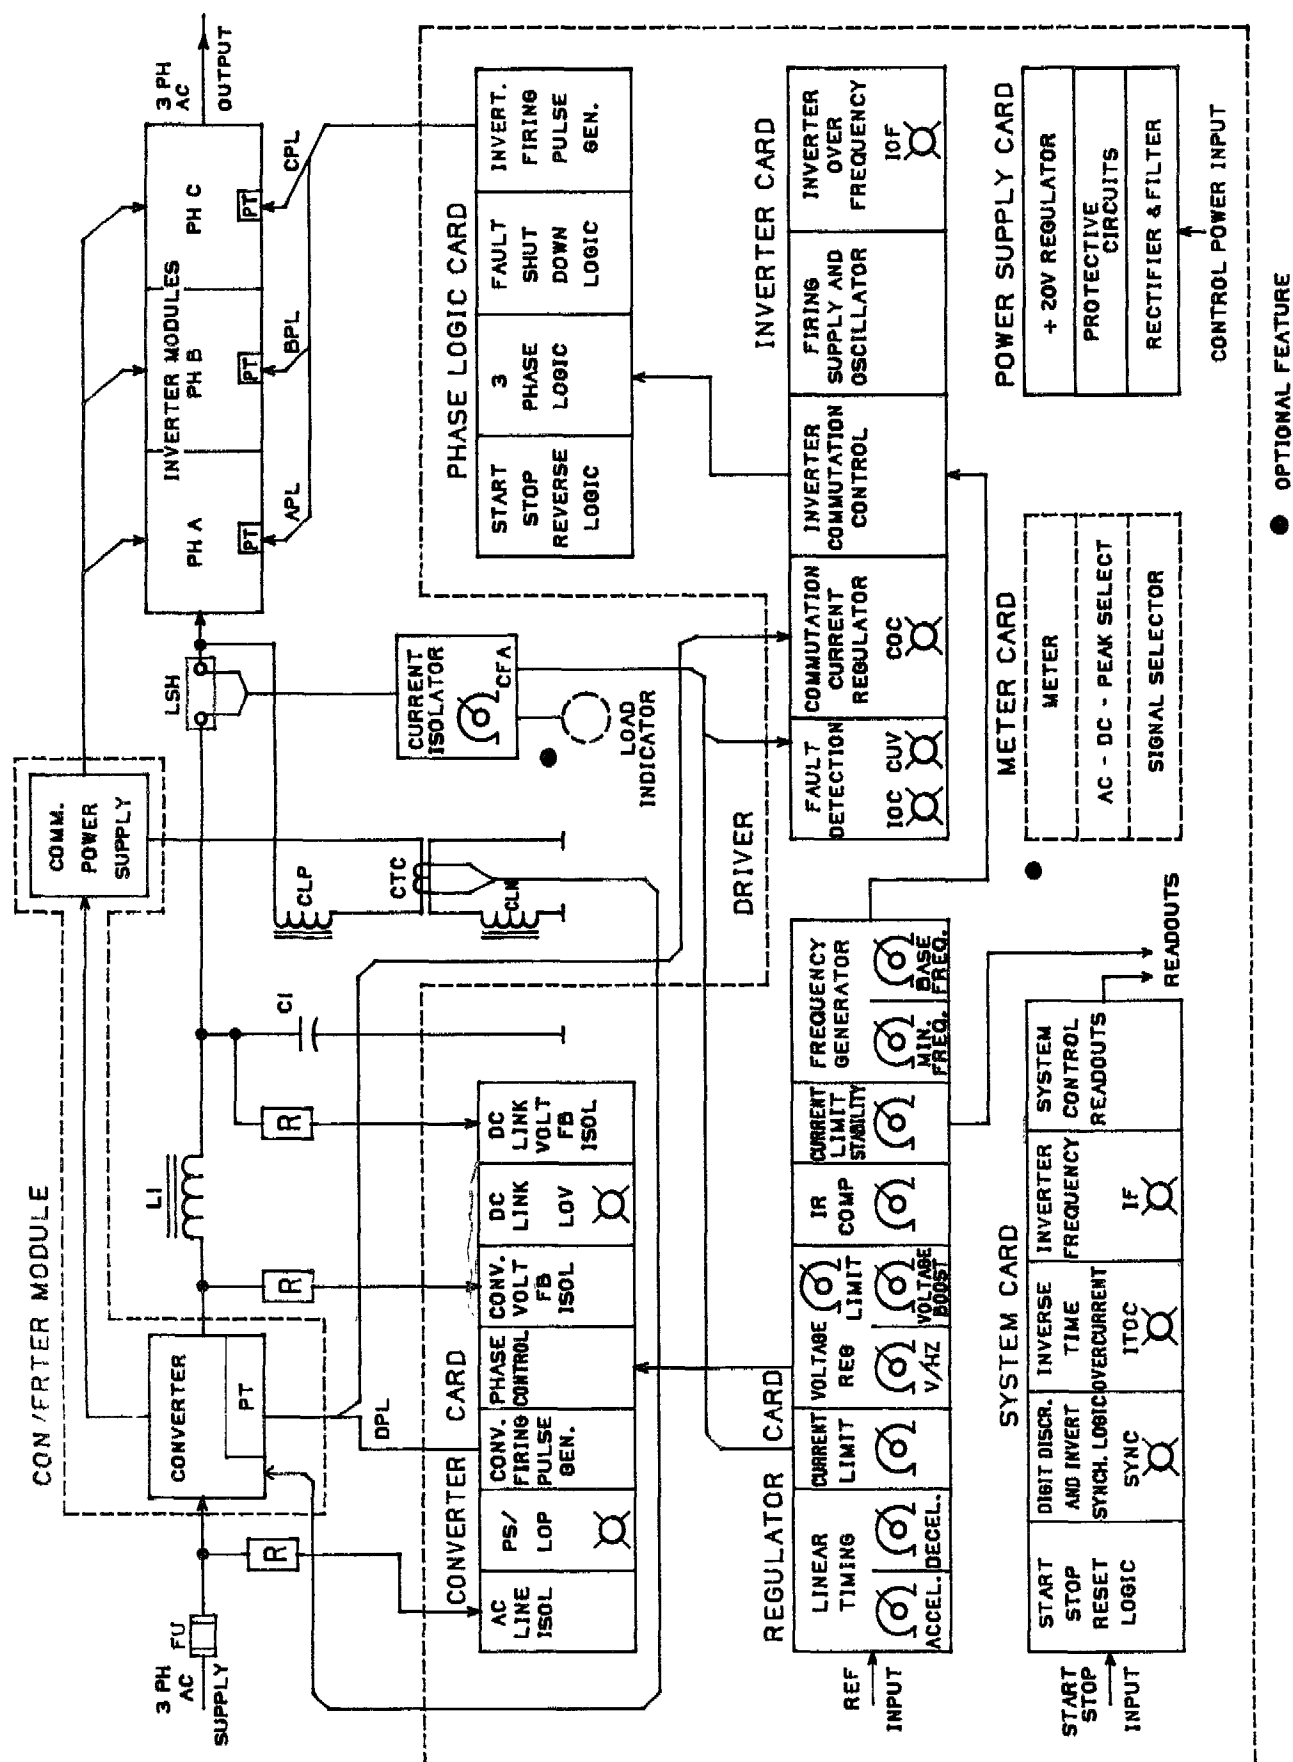 CON/FRTER MODULE
COMM.
POWER
SUPPLY
3 PH
AC
SUPPLY
FU
R
CONVERTER
PT
R
L1
R
C1
LSH
INVERTER MODULES
PH A
PH B
PH C
PT
PT
PT
APL
BPL
CPL
3 PH
AC
OUTPUT
DPL
CLP
CTC
CLN
CURRENT
ISOLATOR
CFA
LOAD
INDICATOR
DRIVER
CONVERTER CARD
AC
LINE
ISOL
PS/
LOP
CONV.
FIRING
PULSE
GEN.
PHASE
CONTROL
CONV.
VOLT
FB
ISOL
DC
LINK
LOV
DC
LINK
VOLT
FB
ISOL
PHASE LOGIC CARD
START
STOP
REVERSE
LOGIC
3
PHASE
LOGIC
FAULT
SHUT
DOWN
LOGIC
INVERT.
FIRING
PULSE
GEN.
REGULATOR CARD
REF
INPUT
LINEAR
TIMING
ACCEL.
DECEL.
CURRENT
LIMIT
VOLTAGE
REG
LIMIT
V/HZ
VOLTAGE
BOOST
IR
COMP
CURRENT
LIMIT
STABILITY
FREQUENCY
GENERATOR
MIN.
FREQ.
BASE
FREQ.
INVERTER CARD
FAULT
DETECTION
IOC CUV
COMMUTATION
CURRENT
REGULATOR
COC
INVERTER
COMMUTATION
CONTROL
FIRING
SUPPLY AND
OSCILLATOR
INVERTER
OVER
FREQUENCY
IOF
SYSTEM CARD
START
STOP
INPUT
START
STOP
RESET
LOGIC
DIGIT DISCR.
AND INVERT
SYNCH. LOGIC
SYNC
INVERSE
TIME
OVERCURRENT
ITOC
INVERTER
FREQUENCY
IF
SYSTEM
CONTROL
READOUTS
READOUTS
METER CARD
METER
AC - DC - PEAK SELECT
SIGNAL SELECTOR
POWER SUPPLY CARD
+ 20V REGULATOR
PROTECTIVE
CIRCUITS
RECTIFIER & FILTER
CONTROL POWER INPUT
● OPTIONAL FEATURE